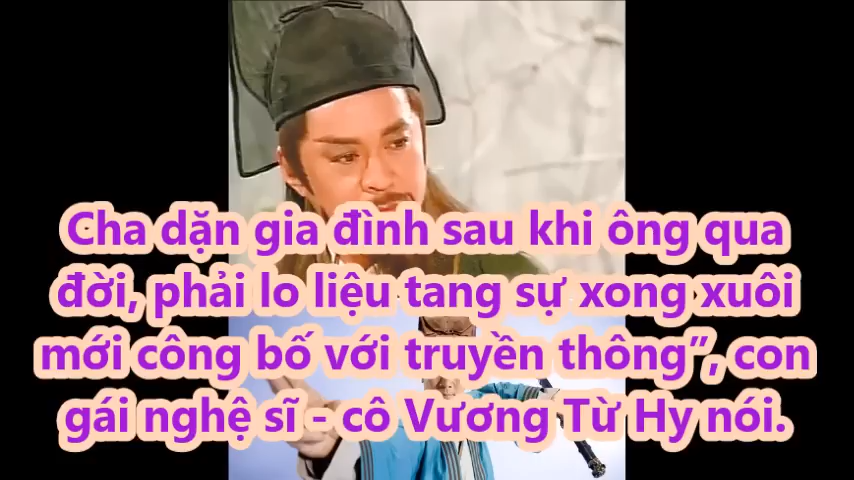 Cha dặn gia đình sau khi ông qua
đời, phải lo liệu tang sự xong xuôi
mới công bố với truyền thông”, con
gái nghệ sĩ - cô Vương Từ Hy nói.